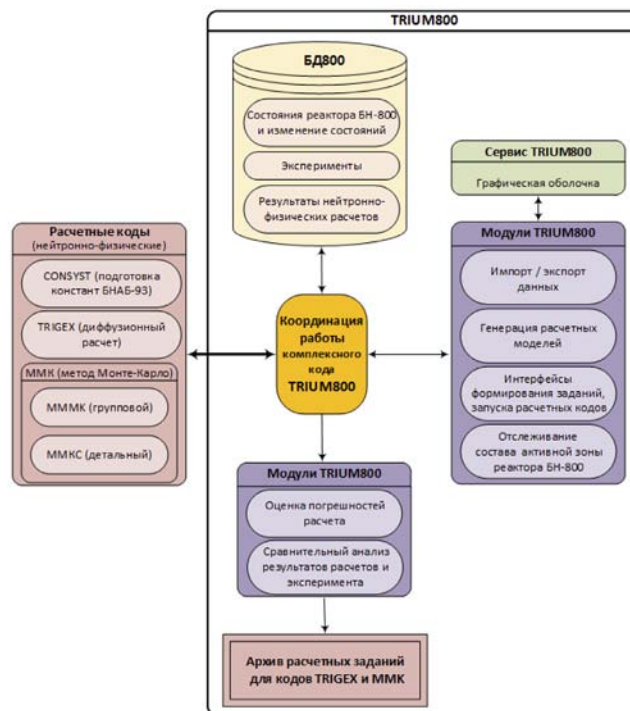 TRIUM800
БД800
Состояния реактора БН-800
и изменение состояний
Эксперименты
Результаты нейтронно-
физических расчетов
Сервис TRIUM800
Графическая оболочка
Расчетные коды
(нейтронно-физические)
CONSYST (подготовка
констант БНАБ-93)
TRIGEX (диффузионный
расчет)
ММК (метод Монте-Карло)
МММК (групповой)
ММКС (детальный)
Координация
работы
комплексного
кода
TRIUM800
Модули TRIUM800
Импорт / экспорт
данных
Генерация расчетных
моделей
Интерфейсы
формирования заданий,
запуска расчетных кодов
Отслеживание
состава активной зоны
реактора БН-800
Модули TRIUM800
Оценка погрешностей
расчета
Сравнительный анализ
результатов расчетов и
эксперимента
Архив расчетных заданий
для кодов TRIGEX и ММК